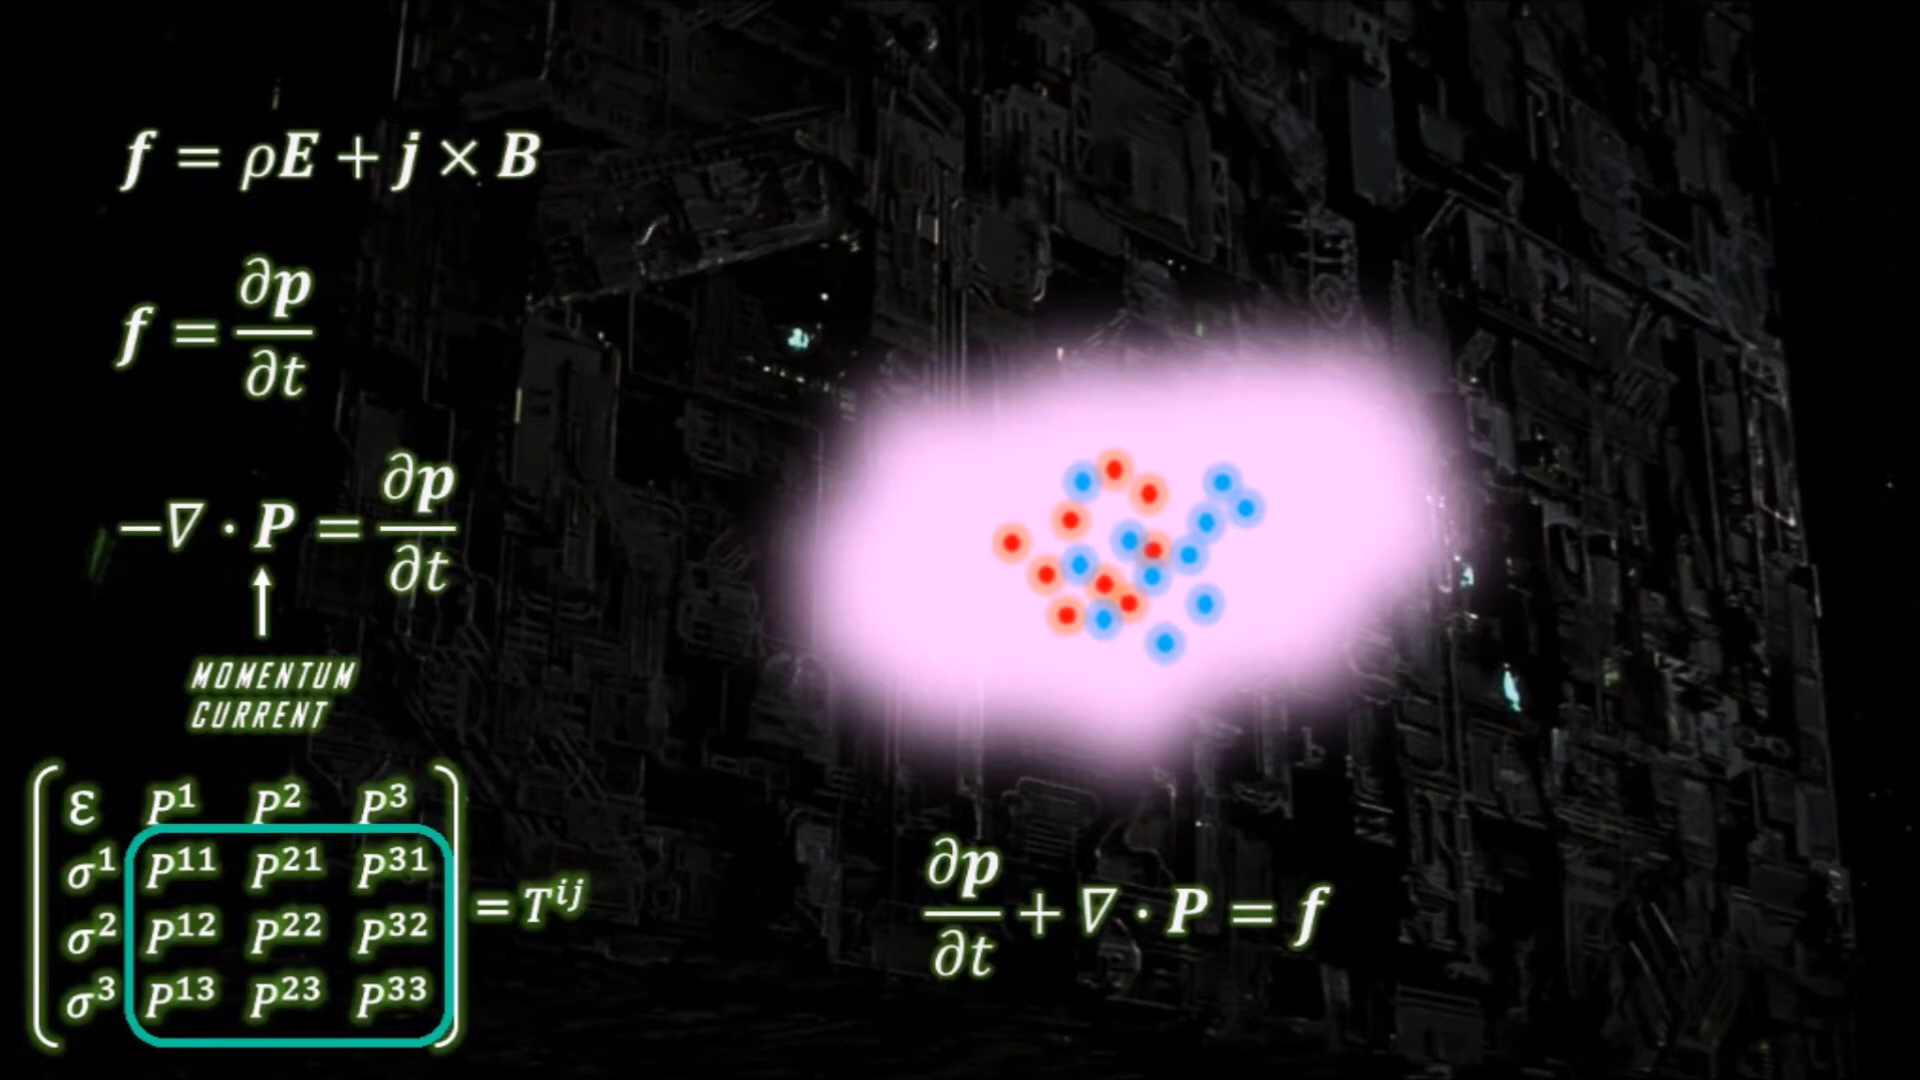 f = ρE + j × B
f = ∂p/∂t
−∇ · P = ∂p/∂t
MOMENTUM
CURRENT
ε P¹ P² P³
σ¹ P¹¹ P²¹ P³¹
σ² P¹² P²² P³² = Tⁱʲ
σ³ P¹³ P²³ P³³
∂p/∂t + ∇ · P = f